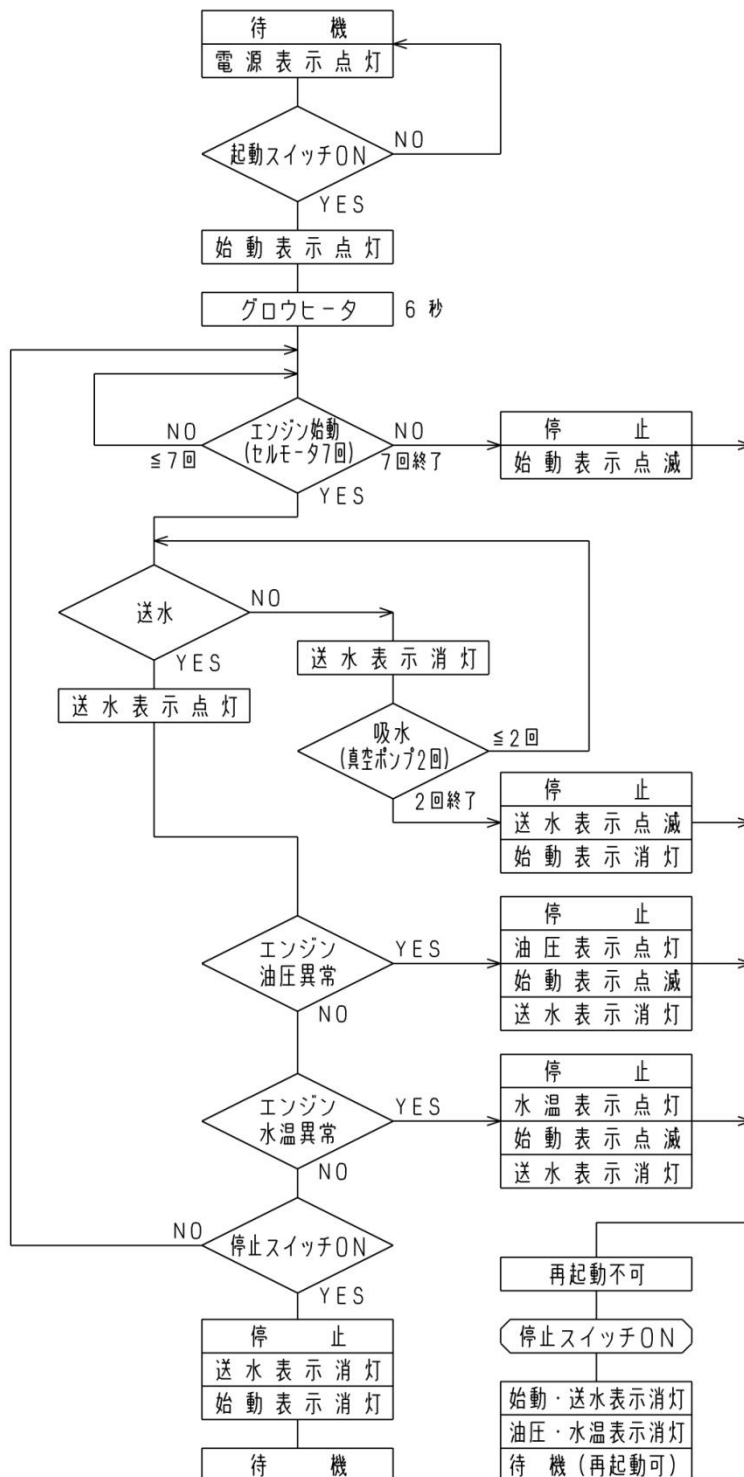 待 機
電源表示点灯
起動スイッチON
NO
YES
始動表示点灯
グロウヒータ
6秒
NO
≦7回
エンジン始動
(セルモータ7回)
NO
7回終了
YES
停 止
始動表示点滅
送水
NO
YES
送水表示消灯
送水表示点灯
吸水
(真空ポンプ2回)
≦2回
2回終了
停 止
送水表示点滅
始動表示消灯
エンジン
油圧異常
YES
NO
停 止
油圧表示点灯
始動表示点滅
送水表示消灯
エンジン
水温異常
YES
NO
停 止
水温表示点灯
始動表示点滅
送水表示消灯
NO
停止スイッチON
YES
停 止
送水表示消灯
始動表示消灯
待 機
再起動不可
停止スイッチON
始動・送水表示消灯
油圧・水温表示消灯
待 機(再起動可)